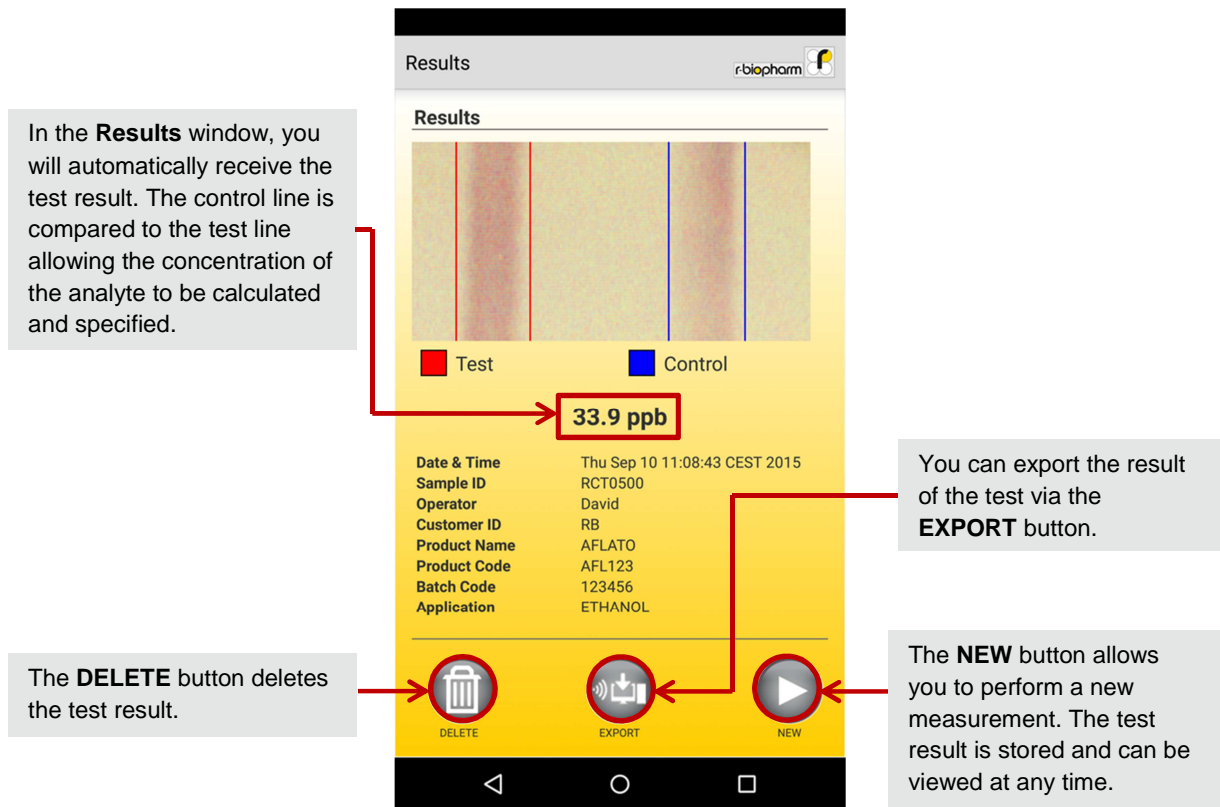 Results
r-biopharm
Results
In the Results window, you
will automatically receive the
test result. The control line is
compared to the test line
allowing the concentration of
the analyte to be calculated
and specified.
Test
Control
33.9 ppb
Date & Time Thu Sep 10 11:08:43 CEST 2015
Sample ID RCT0500
Operator David
Customer ID RB
Product Name AFLATO
Product Code AFL123
Batch Code 123456
Application ETHANOL
You can export the result
of the test via the
EXPORT button.
The DELETE button deletes
the test result.
DELETE
EXPORT
NEW
The NEW button allows
you to perform a new
measurement. The test
result is stored and can be
viewed at any time.